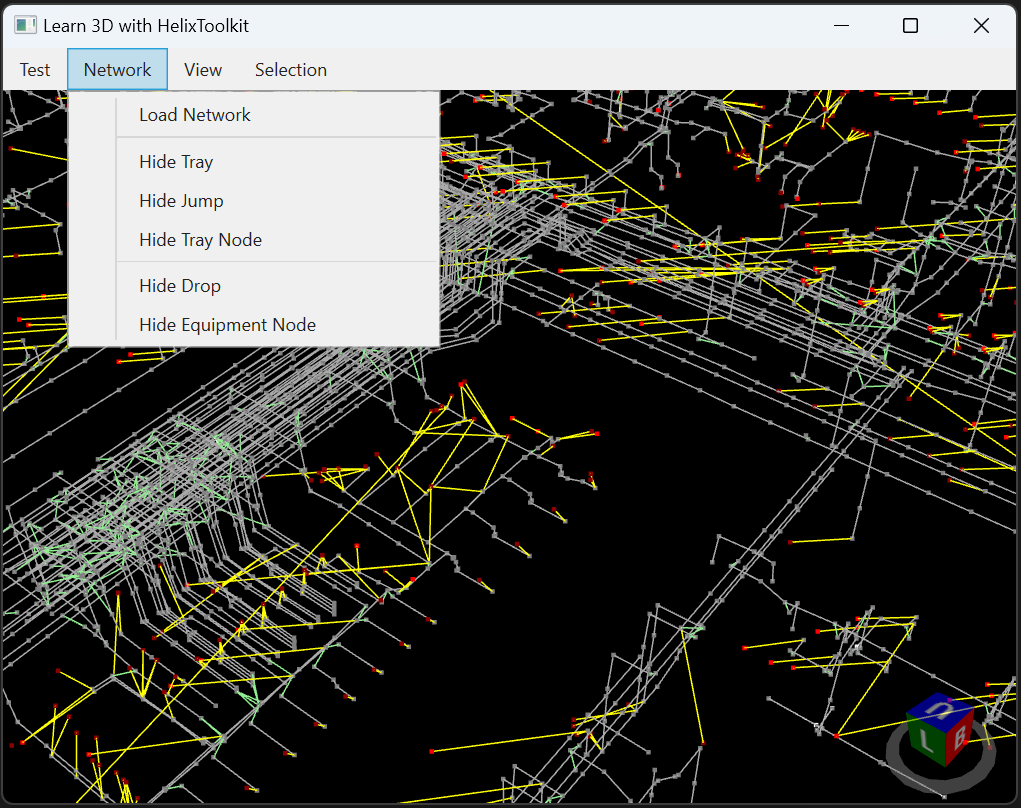 Learn 3D with HelixToolkit
Test Network View Selection
Load Network
Hide Tray
Hide Jump
Hide Tray Node
Hide Drop
Hide Equipment Node
U
L B